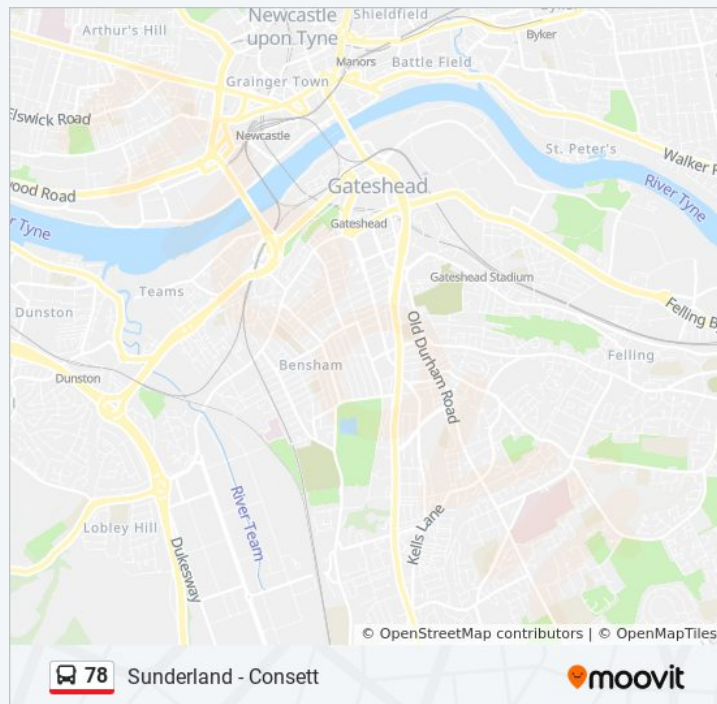 Newcastle
upon Tyne
Shieldfield
Arthur's Hill
Byker
Manors
Battle Field
Grainger Town
Elswick Road
Newcastle
St. Peter's
Walker R
wood Road
River Tyne
Gateshead
r Tyne
Gateshead
Gateshead Stadium
Teams
Dunston
Felling B
Old Durham Road
Felling
Bensham
Dunston
River Team
Kells Lane
Lobley Hill
Dukesway
© OpenStreetMap contributors | © OpenMapTiles
78 Sunderland - Consett
moovit